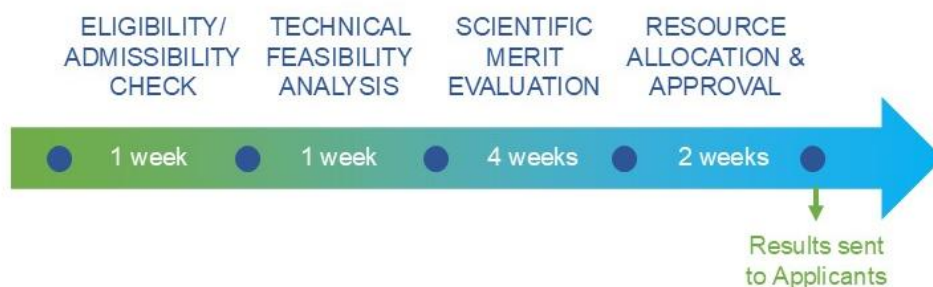 ELIGIBILITY/
ADMISSIBILITY
CHECK
TECHNICAL
FEASIBILITY
ANALYSIS
SCIENTIFIC
MERIT
EVALUATION
RESOURCE
ALLOCATION &
APPROVAL
1 week
1 week
4 weeks
2 weeks
Results sent
to Applicants